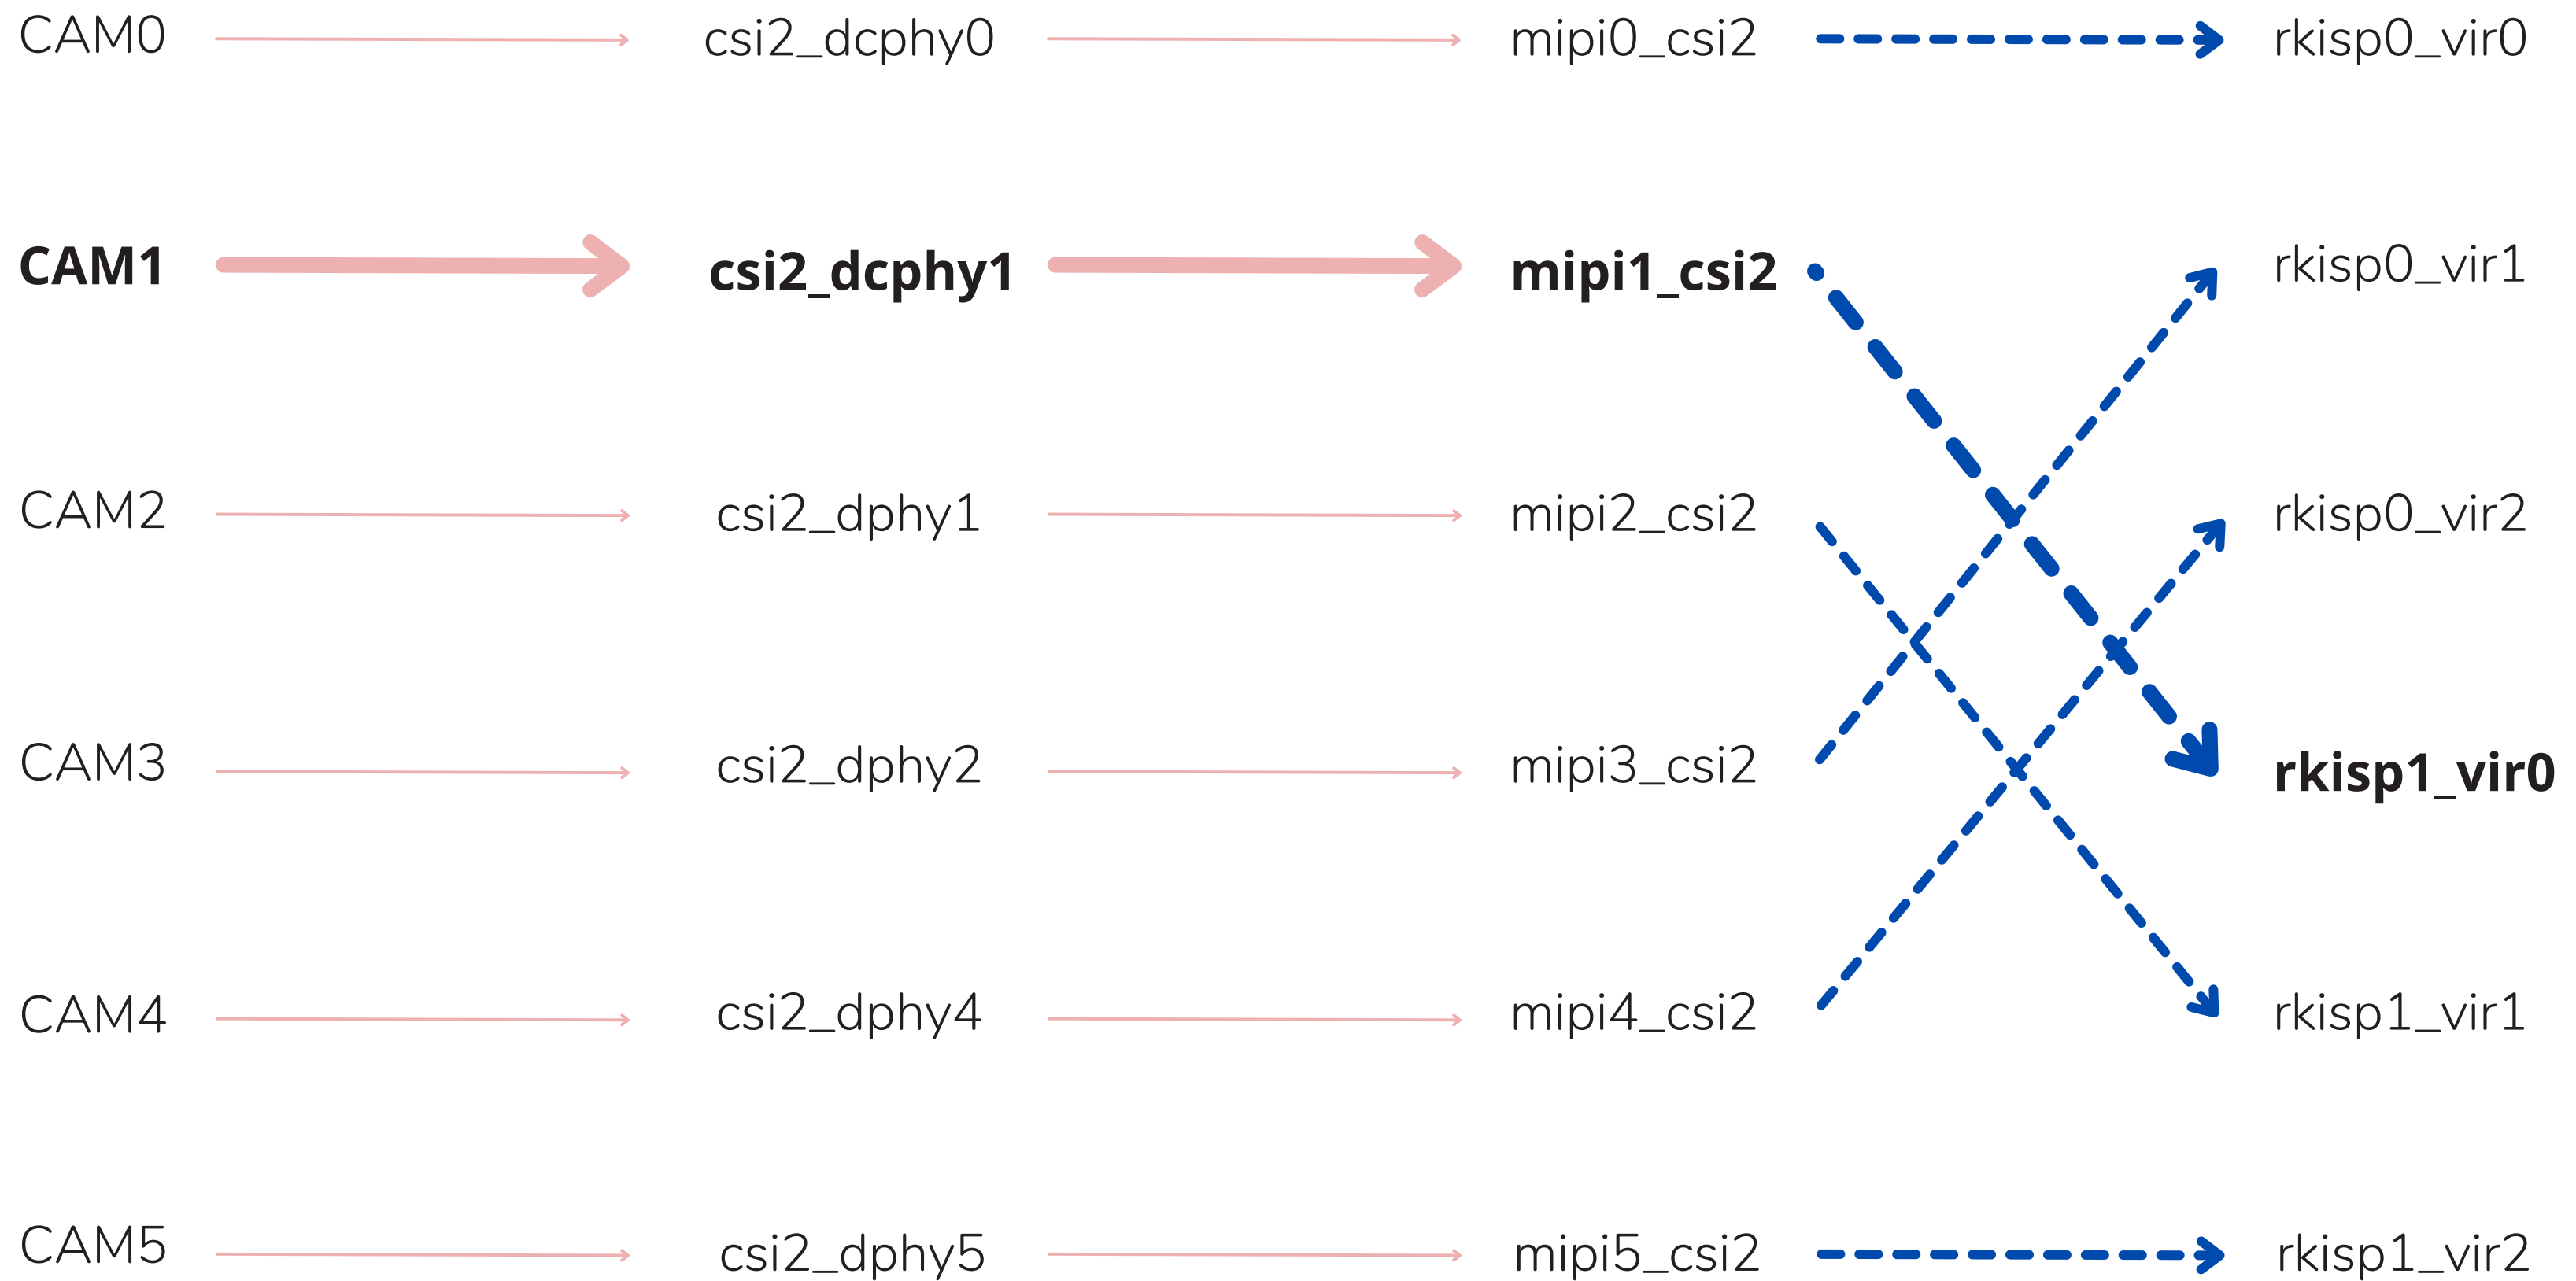 CAM0 csi2_dcphy0 mipi0_csi2 rkisp0_vir0
CAM1 csi2_dcphy1 mipi1_csi2 rkisp0_vir1
CAM2 csi2_dphy1 mipi2_csi2 rkisp0_vir2
CAM3 csi2_dphy2 mipi3_csi2 rkisp1_vir0
CAM4 csi2_dphy4 mipi4_csi2 rkisp1_vir1
CAM5 csi2_dphy5 mipi5_csi2 rkisp1_vir2